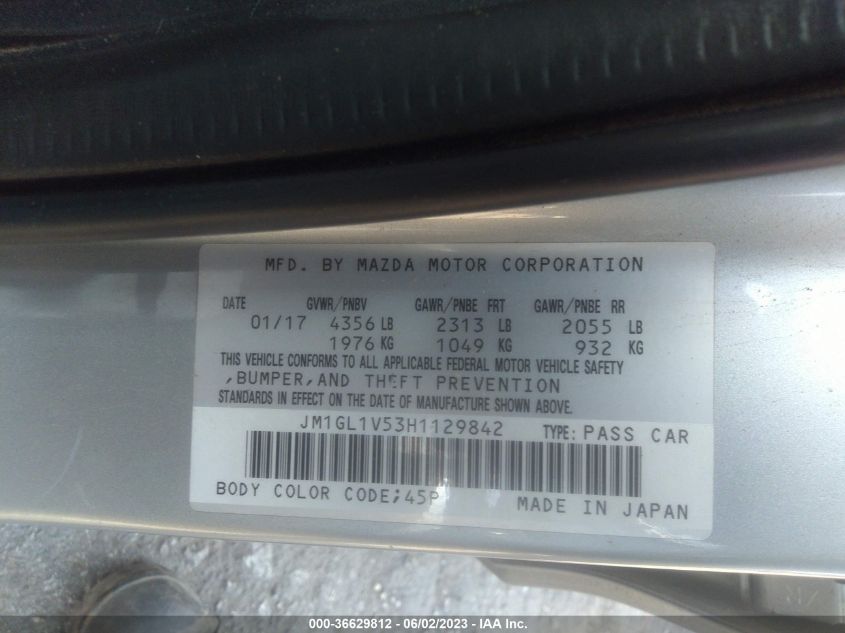 MFD. BY MAZDA MOTOR CORPORATION
DATE GVWR/PNBV GAWR/PNBE FRT GAWR/PNBE RR
01/17 4356 LB 2313 LB 2055 LB
1976 KG 1049 KG 932 KG
THIS VEHICLE CONFORMS TO ALL APPLICABLE FEDERAL MOTOR VEHICLE SAFETY
,BUMPER,AND THEFT PREVENTION
STANDARDS IN EFFECT ON THE DATE OF MANUFACTURE SHOWN ABOVE.
JM1GL1V53H1129842 TYPE: PASS CAR
BODY COLOR CODE;45P MADE IN JAPAN
000-36629812 - 06/02/2023 - IAA Inc.